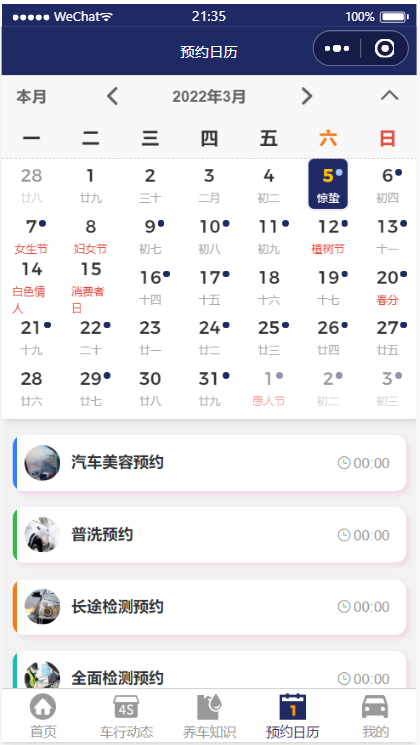 WeChat 21:35 100%
预约日历
本月 2022年3月
一 二 三 四 五 六 日
28 1 2 3 4 5 6
廿八 廿九 三十 二月 初二 惊蛰 初四
7 8 9 10 11 12 13
女生节 妇女节 初七 初八 初九 植树节 十一
14 15 16 17 18 19 20
白色情人 消费者日 十四 十五 十六 十七 春分
21 22 23 24 25 26 27
十九 二十 廿一 廿二 廿三 廿四 廿五
28 29 30 31 1 2 3
廿六 廿七 廿八 廿九 愚人节 初二 初三
汽车美容预约 00:00
普洗预约 00:00
长途检测预约 00:00
全面检测预约 00:00
4S 1
首页 车行动态 养车知识 预约日历 我的